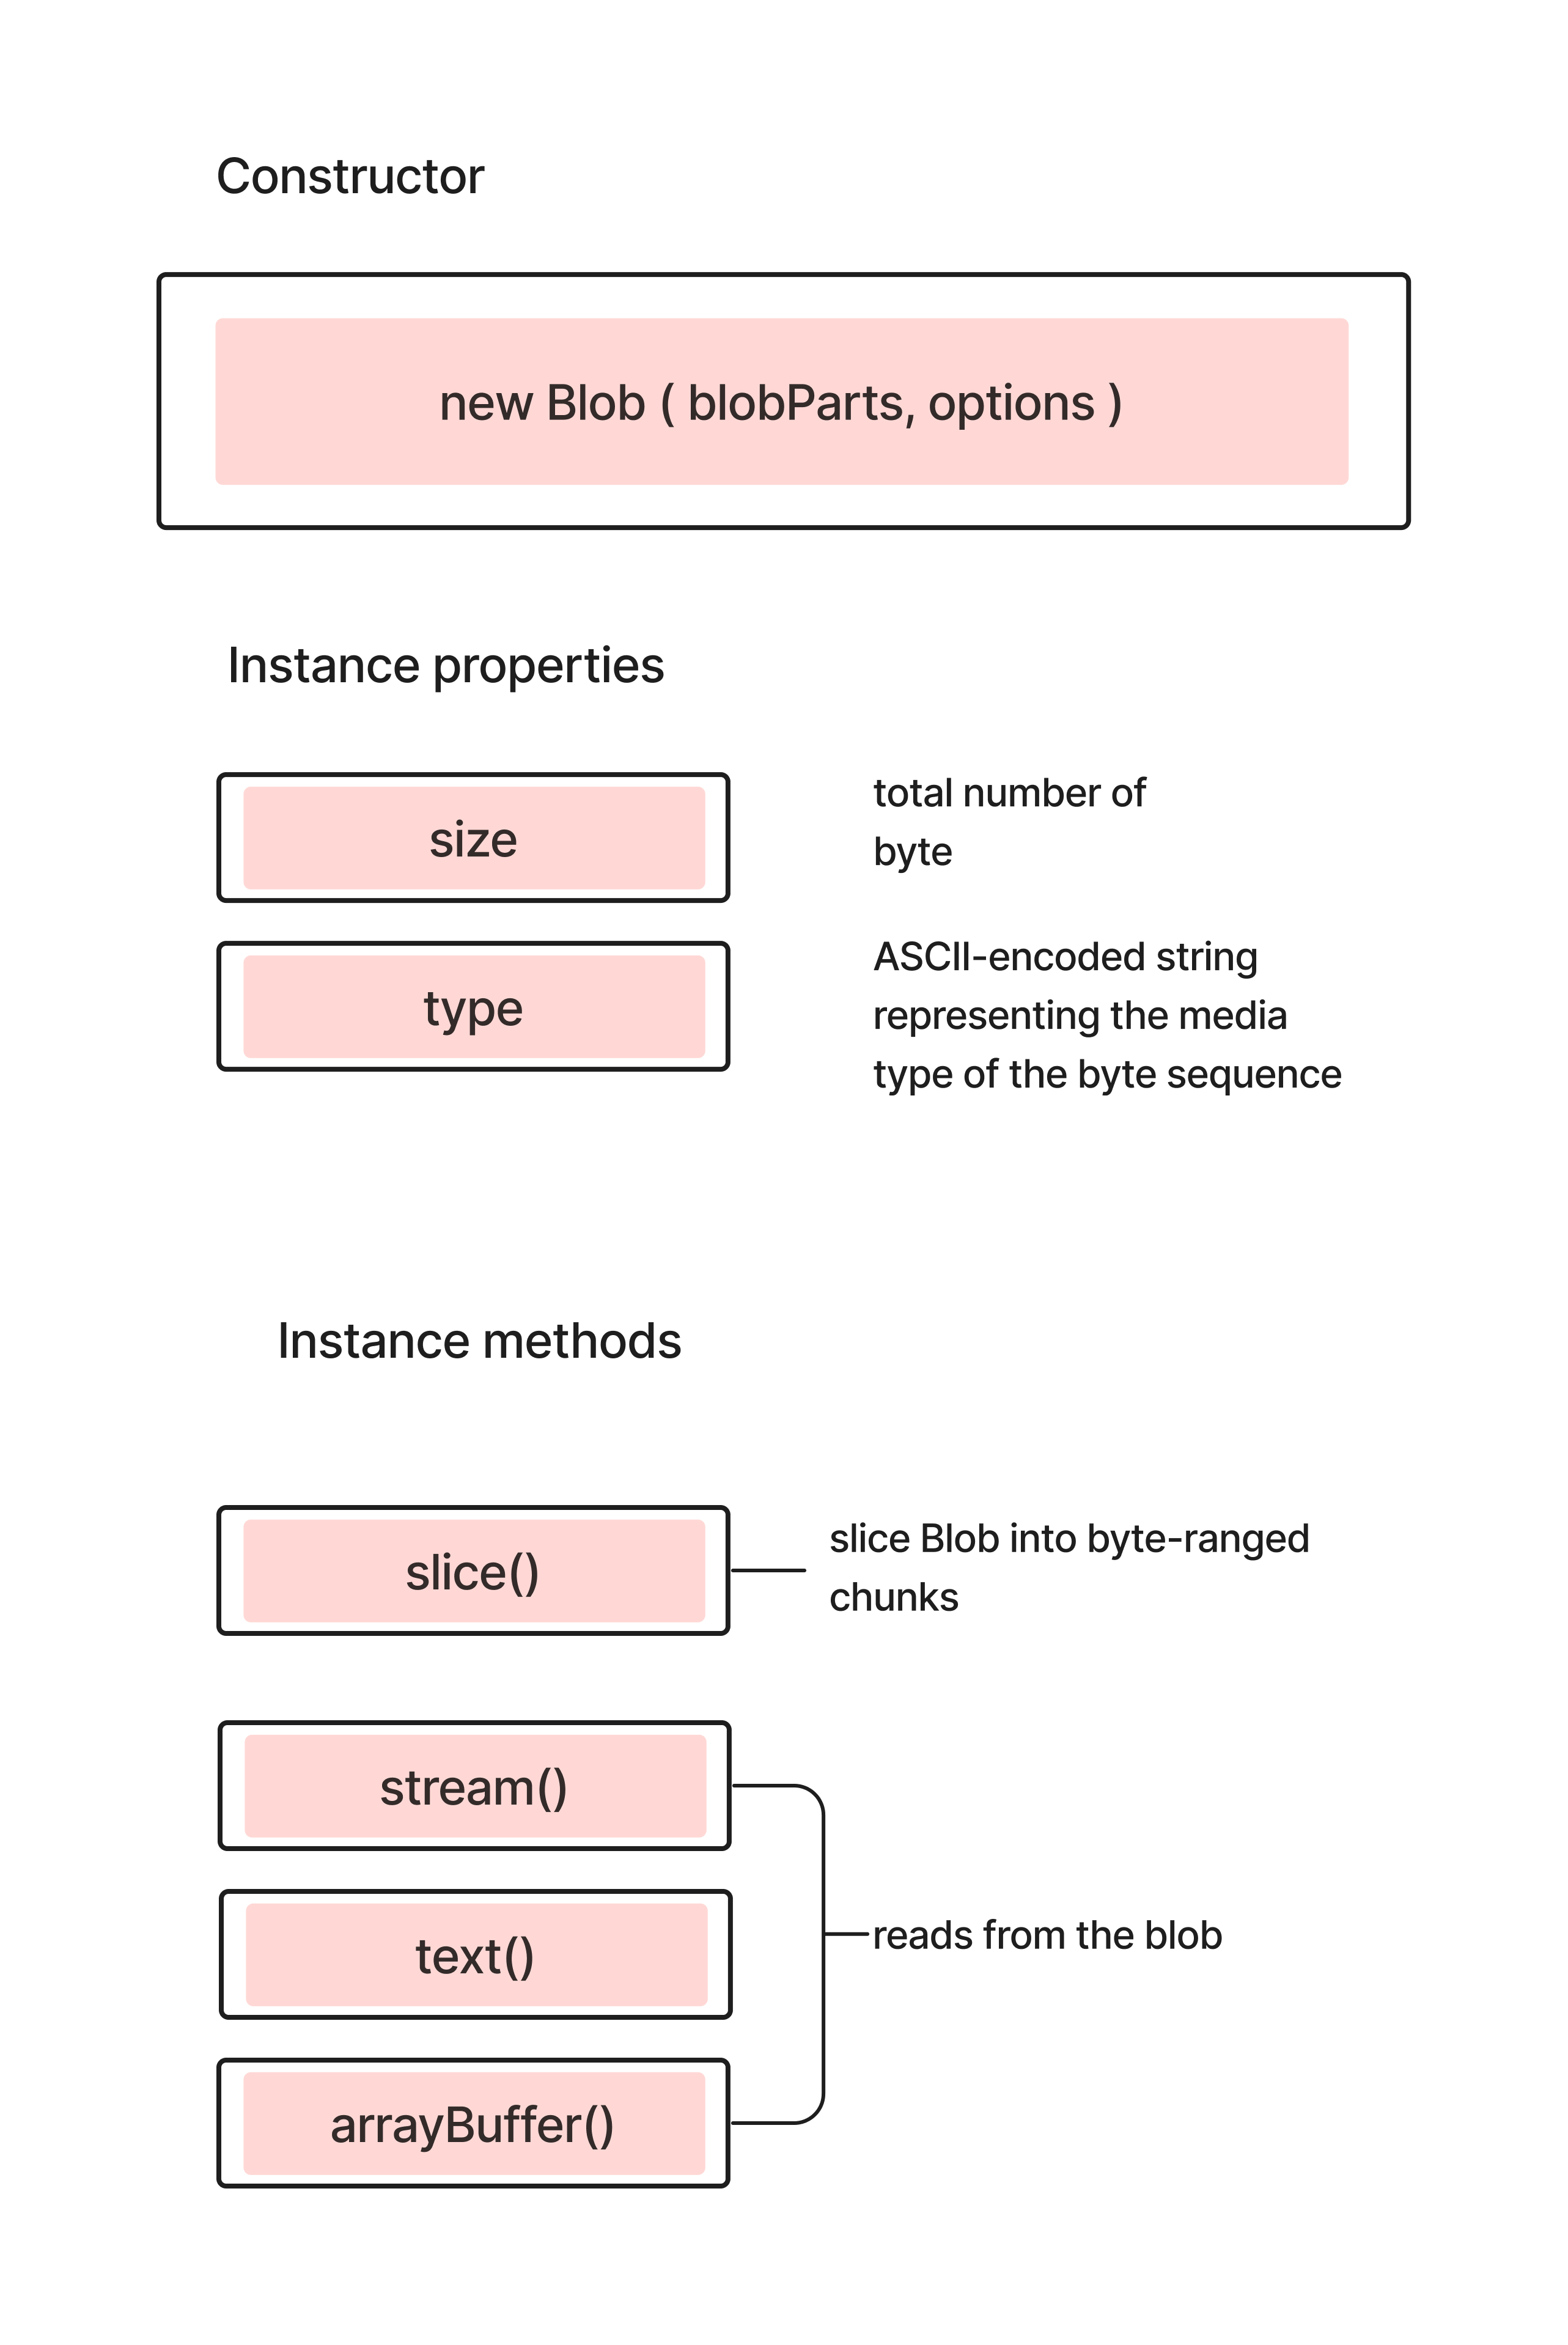 Constructor
new Blob ( blobParts, options )
Instance properties
size
total number of
byte
type
ASCII-encoded string
representing the media
type of the byte sequence
Instance methods
slice()
slice Blob into byte-ranged
chunks
stream()
text()
reads from the blob
arrayBuffer()